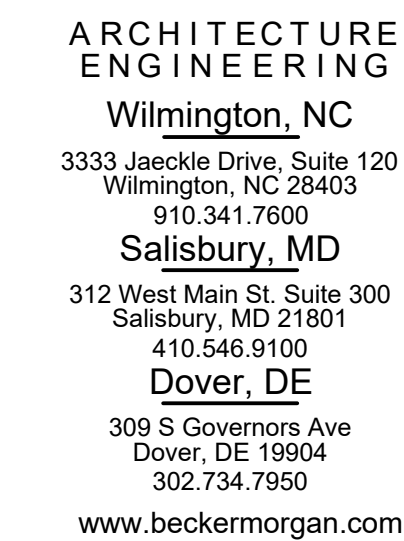 ARCHITECTURE
ENGINEERING
Wilmington, NC
3333 Jaeckle Drive, Suite 120
Wilmington, NC 28403
910.341.7600
Salisbury, MD
312 West Main St. Suite 300
Salisbury, MD 21801
410.546.9100
Dover, DE
309 S Governors Ave
Dover, DE 19904
302.734.7950
www.beckermorgan.com